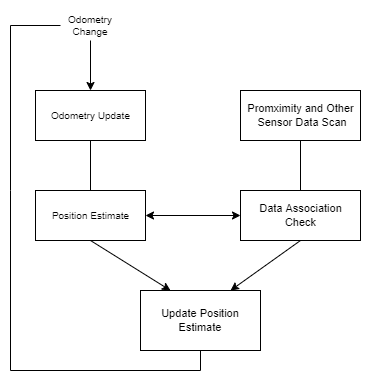 Odometry
Change
Odometry Update
Promximity and Other
Sensor Data Scan
Position Estimate
Data Association
Check
Update Position
Estimate